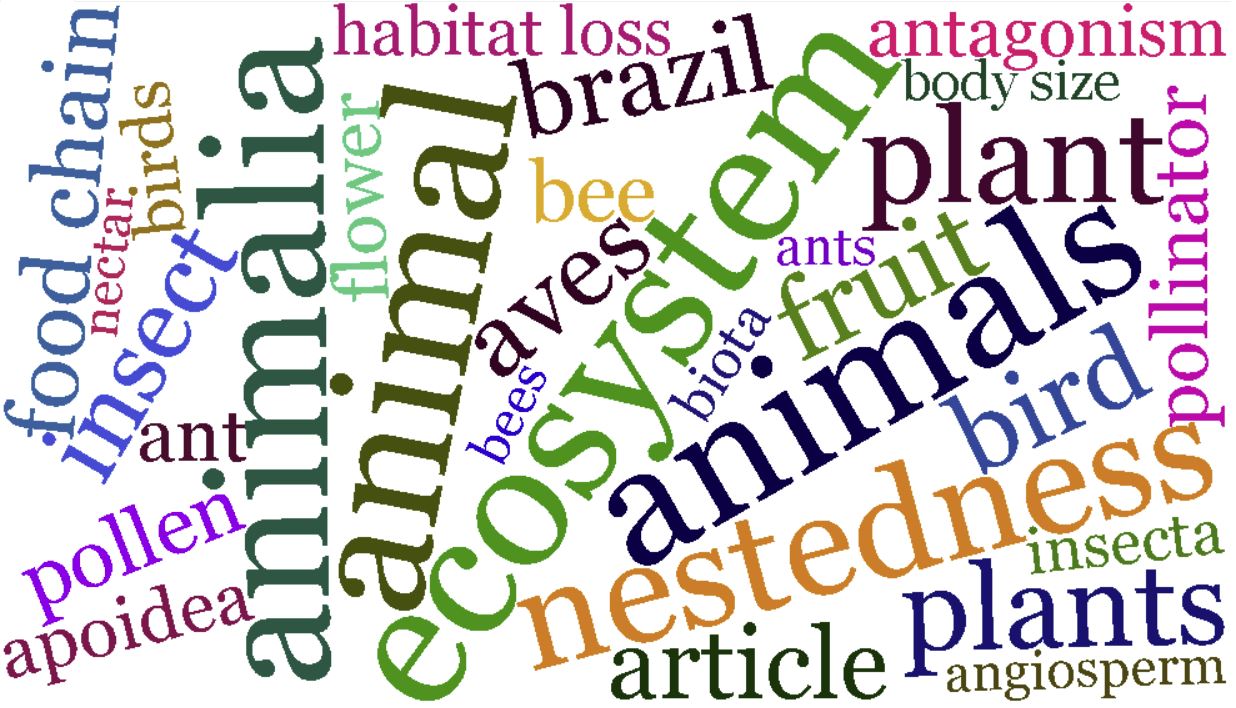 habitat loss
antagonism
food chain
birds
animalia
brazil
ecosystem
body size
flower
animal
plant
pollinator
nectar
insect
bee
aves
ants
fruit
animals
biota
bees
bird
ant
nestedness
pollen
insecta
apoidea
plants
article
angiosperm